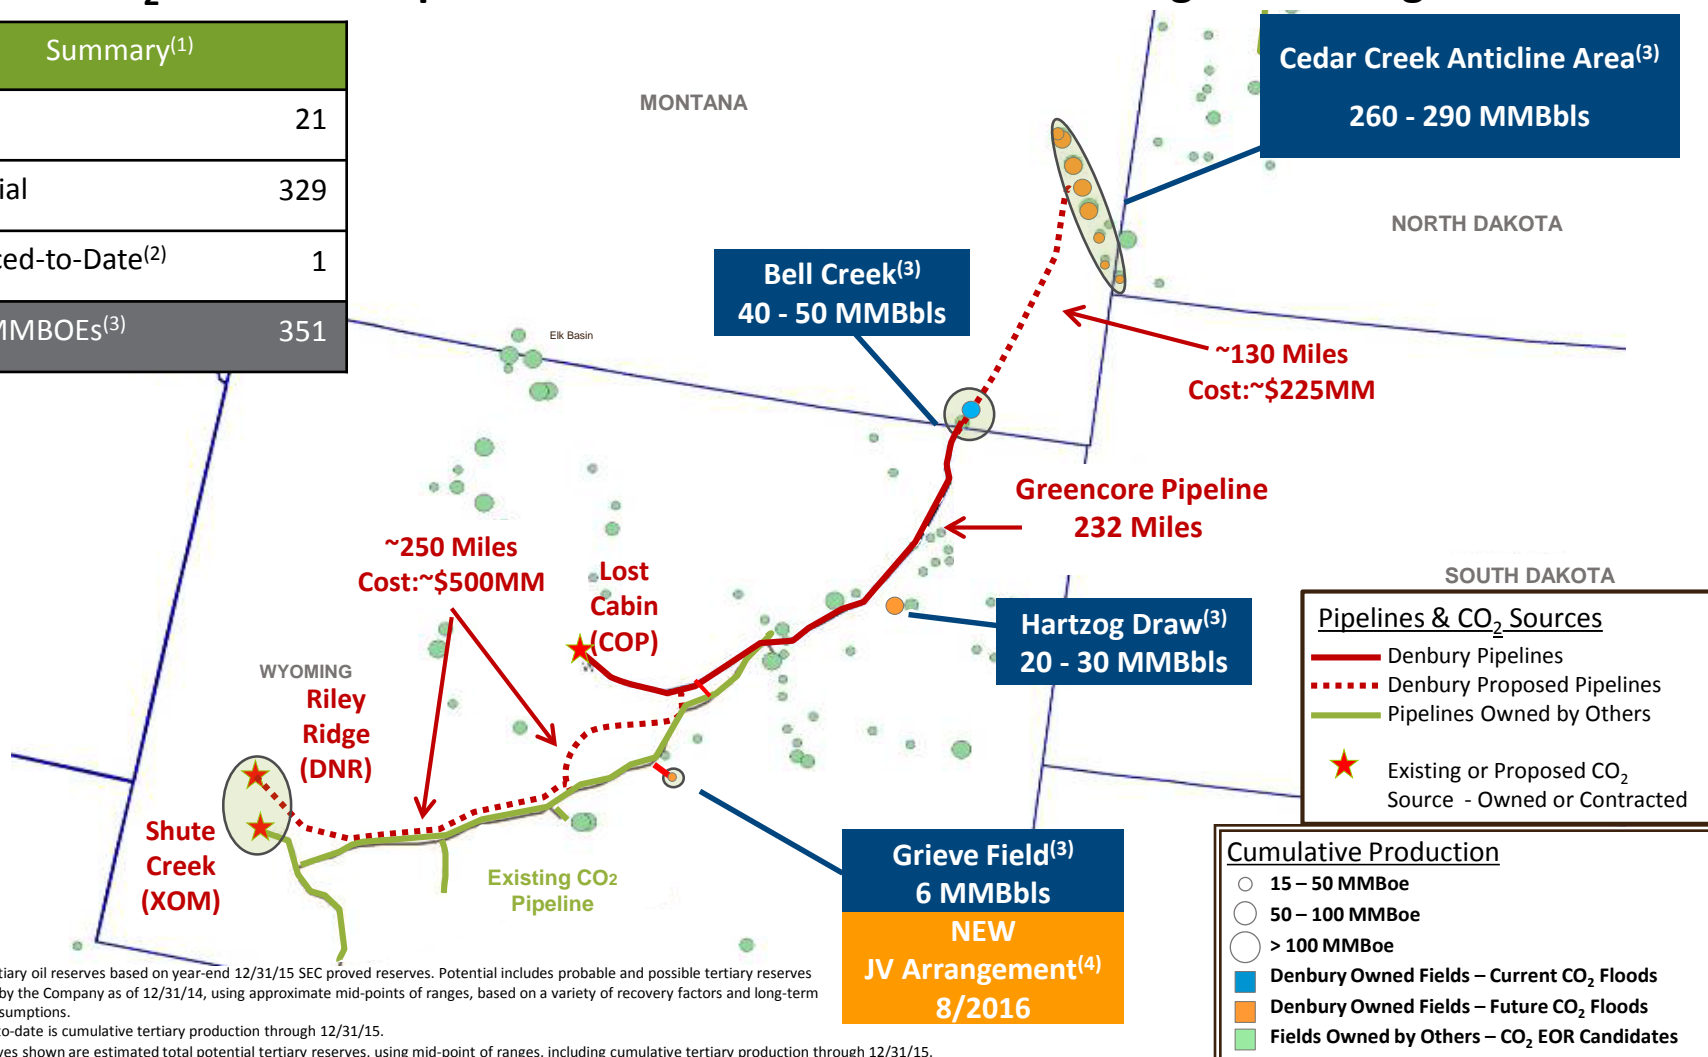 Summary(1)
21
ial 329
ced-to-Date(2) 1
MMBOEs(3) 351
MONTANA
Cedar Creek Anticline Area(3)
260 - 290 MMBbls
NORTH DAKOTA
Bell Creek(3)
40 - 50 MMBbls
Elk Basin
~130 Miles
Cost:~$225MM
Greencore Pipeline
232 Miles
~250 Miles
Cost:~$500MM
Lost
Cabin
(COP)
SOUTH DAKOTA
Hartzog Draw(3)
20 - 30 MMBbls
WYOMING
Riley
Ridge
(DNR)
Shute
Creek
(XOM)
Existing CO2
Pipeline
Grieve Field(3)
6 MMBbls
NEW
JV Arrangement(4)
8/2016
Pipelines & CO2 Sources
Denbury Pipelines
Denbury Proposed Pipelines
Pipelines Owned by Others
Existing or Proposed CO2
Source - Owned or Contracted
Cumulative Production
15 – 50 MMBoe
50 – 100 MMBoe
> 100 MMBoe
Denbury Owned Fields – Current CO2 Floods
Denbury Owned Fields – Future CO2 Floods
Fields Owned by Others – CO2 EOR Candidates
tiary oil reserves based on year-end 12/31/15 SEC proved reserves. Potential includes probable and possible tertiary reserves
by the Company as of 12/31/14, using approximate mid-points of ranges, based on a variety of recovery factors and long-term
sumptions.
to-date is cumulative tertiary production through 12/31/15.
ves shown are estimated total potential tertiary reserves, using mid-point of ranges, including cumulative tertiary production through 12/31/15.